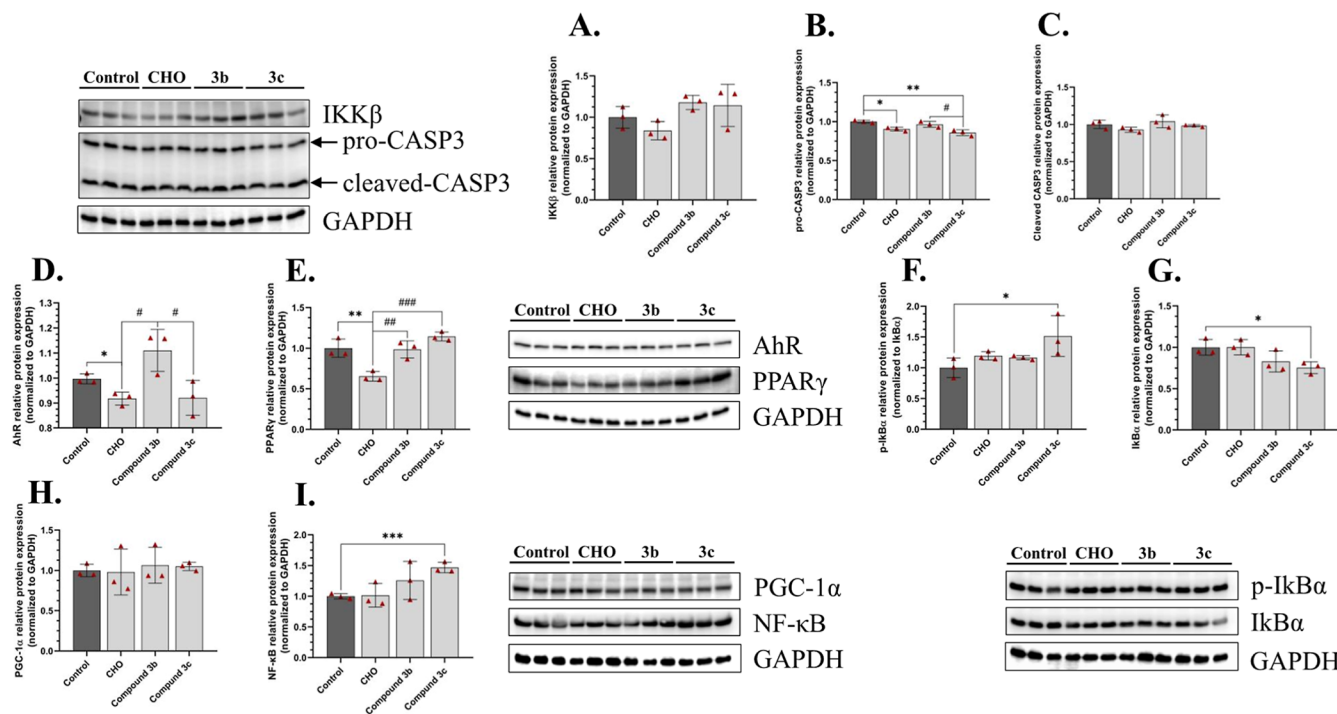 A.
B.
C.
Control CHO 3b 3c
IKKβ
pro-CASP3
cleaved-CASP3
GAPDH
IKKβ relative protein expression
(normalized to GAPDH)
1.5
1.0
0.5
0.0
Control
CHO
Compound 3b
Compound 3c
pro-CASP3 relative protein expression
(normalized to GAPDH)
1.5
1.0
0.5
0.0
**
*
#
Control
CHO
Compound 3b
Compound 3c
Cleaved CASP3 relative protein expression
(normalized to GAPDH)
1.5
1.0
0.5
0.0
Control
CHO
Compound 3b
Compound 3c
D.
E.
F.
G.
AhR relative protein expression
(normalized to GAPDH)
1.3
1.2
1.1
1.0
0.9
0.8
*
#
#
Control
CHO
Compound 3b
Compound 3c
PPARγ relative protein expression
(normalized to GAPDH)
1.5
1.0
0.5
0.0
**
##
###
Control
CHO
Compound 3b
Compound 3c
Control CHO 3b 3c
AhR
PPARγ
GAPDH
p-IkBα relative protein expression
(normalized to IkBα)
2.0
1.5
1.0
0.5
0.0
*
Control
CHO
Compound 3b
Compound 3c
IkBα relative protein expression
(normalized to GAPDH)
1.5
1.0
0.5
0.0
*
Control
CHO
Compound 3b
Compound 3c
H.
I.
PGC-1α relative protein expression
(normalized to GAPDH)
1.5
1.0
0.5
0.0
Control
CHO
Compound 3b
Compound 3c
NF-κB relative protein expression
(normalized to GAPDH)
2.0
1.5
1.0
0.5
0.0
***
Control
CHO
Compound 3b
Compound 3c
Control CHO 3b 3c
PGC-1α
NF-κB
GAPDH
Control CHO 3b 3c
p-IkBα
IkBα
GAPDH